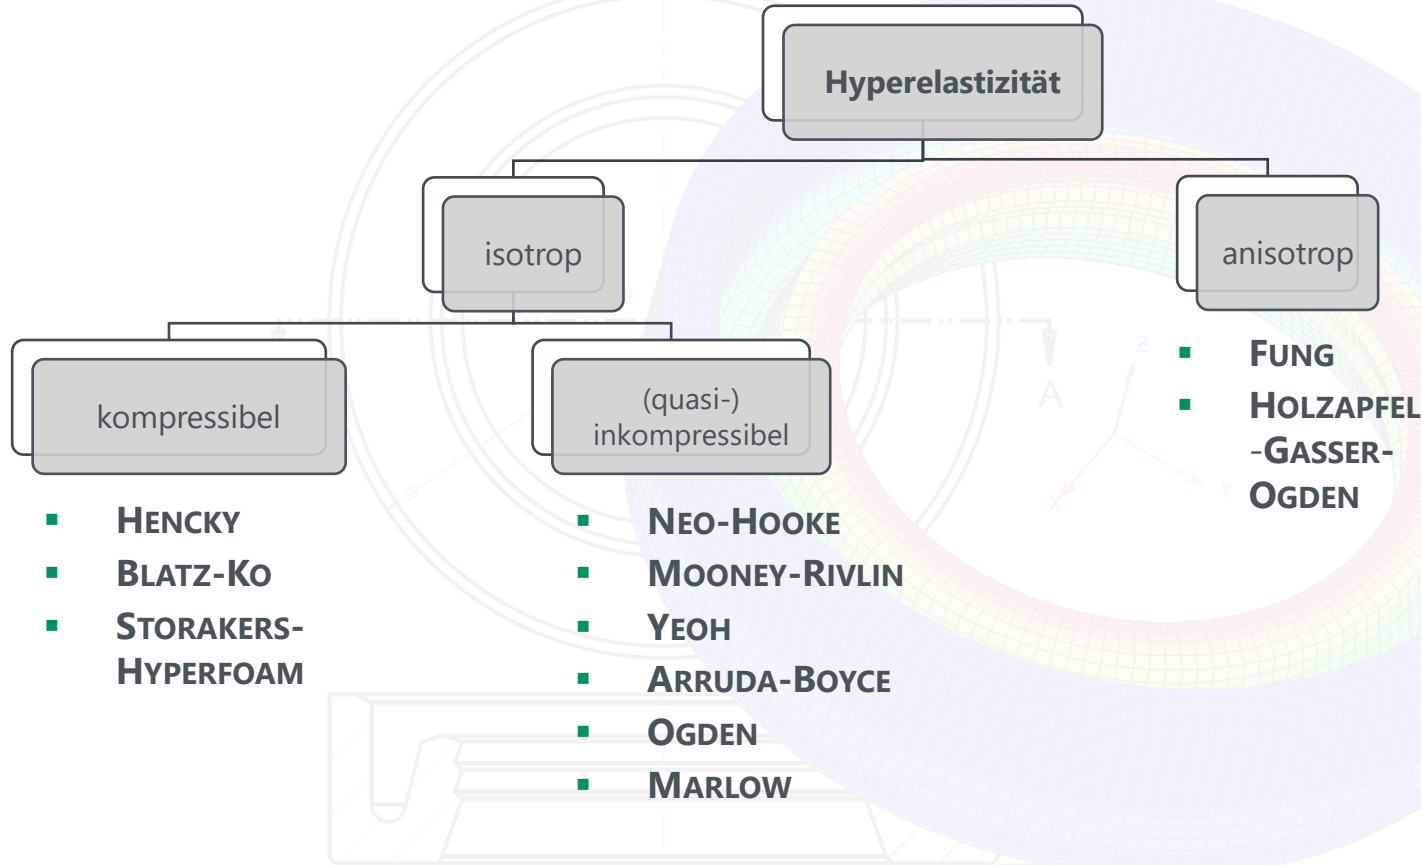 Hyperelastizität
isotrop
anisotrop
kompressibel
(quasi-)
inkompressibel
▪ HENCKY
▪ BLATZ-KO
▪ STORAKERS-
HYPERFOAM
▪ NEO-HOOKE
▪ MOONEY-RIVLIN
▪ YEOH
▪ ARRUDA-BOYCE
▪ OGDEN
▪ MARLOW
▪ FUNG
▪ HOLZAPFEL
-GASSER-
OGDEN
A
Z
X
Y